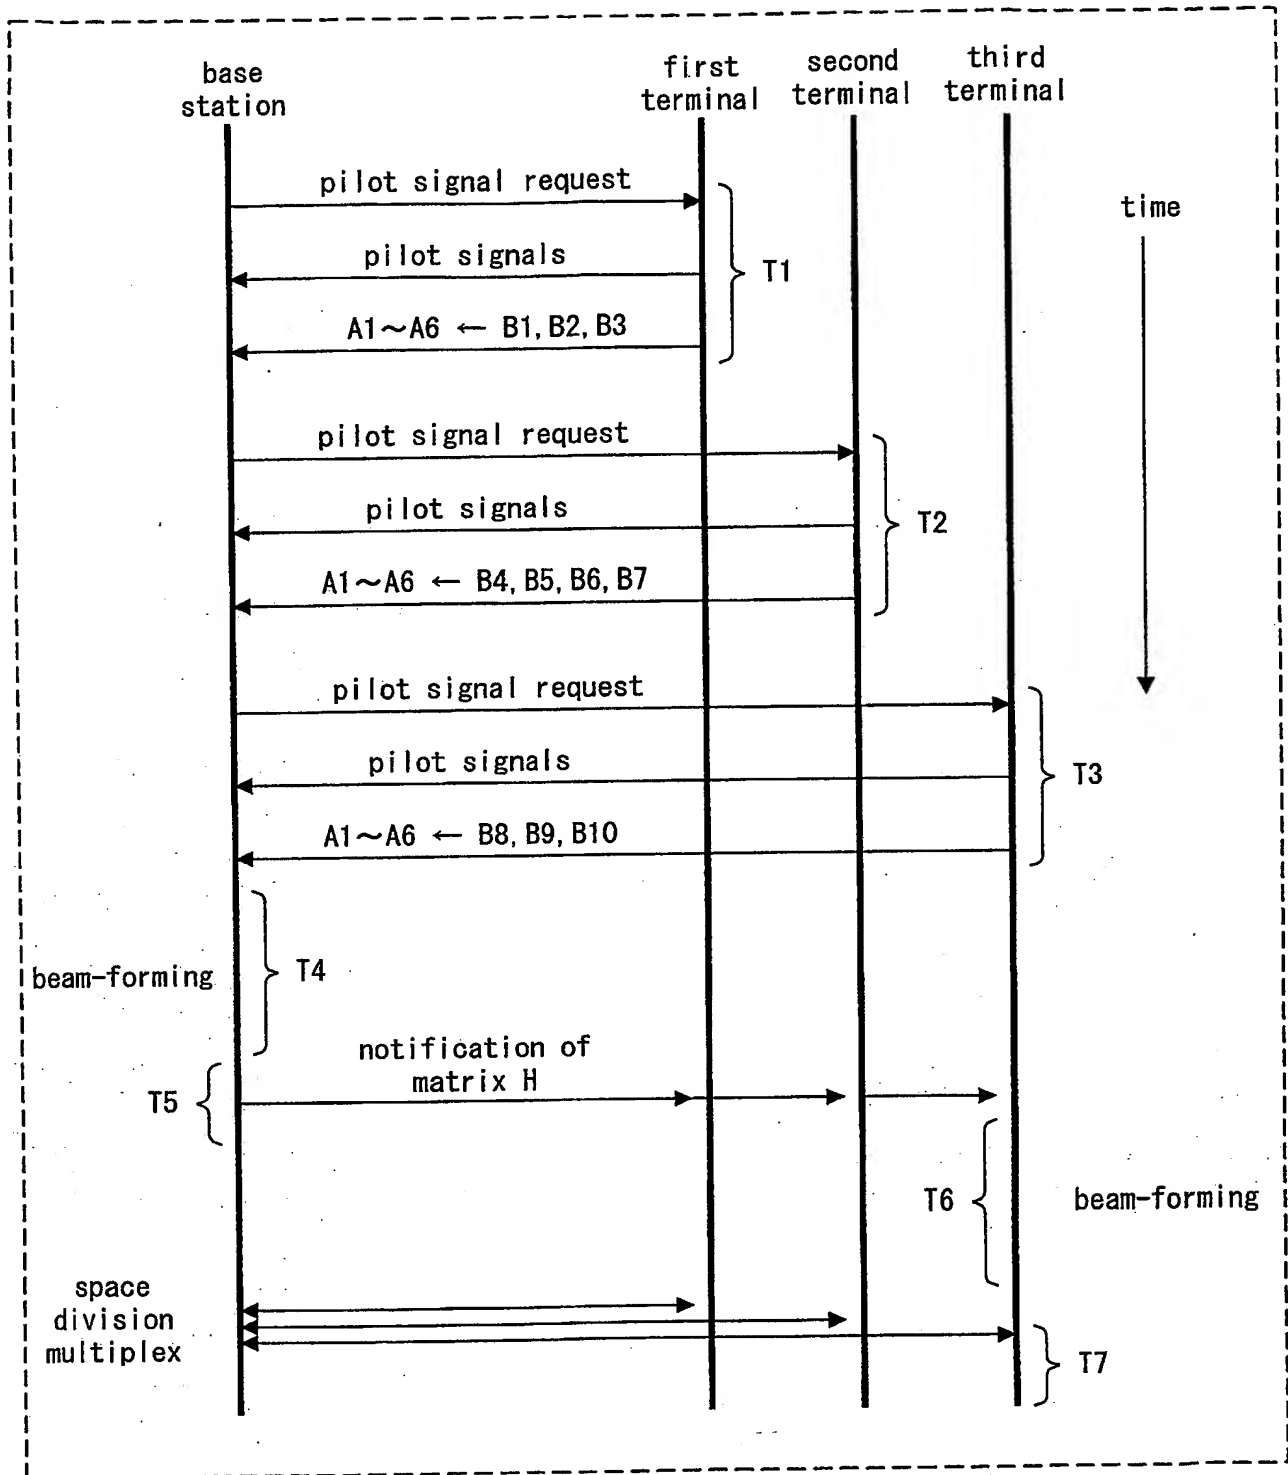 base
station
first
terminal
second
terminal
third
terminal
time
pilot signal request
pilot signals
T1
A1～A6 ← B1, B2, B3
pilot signal request
pilot signals
T2
A1～A6 ← B4, B5, B6, B7
pilot signal request
pilot signals
T3
A1～A6 ← B8, B9, B10
beam-forming
T4
notification of
matrix H
T5
T6
beam-forming
space
division
multiplex
T7